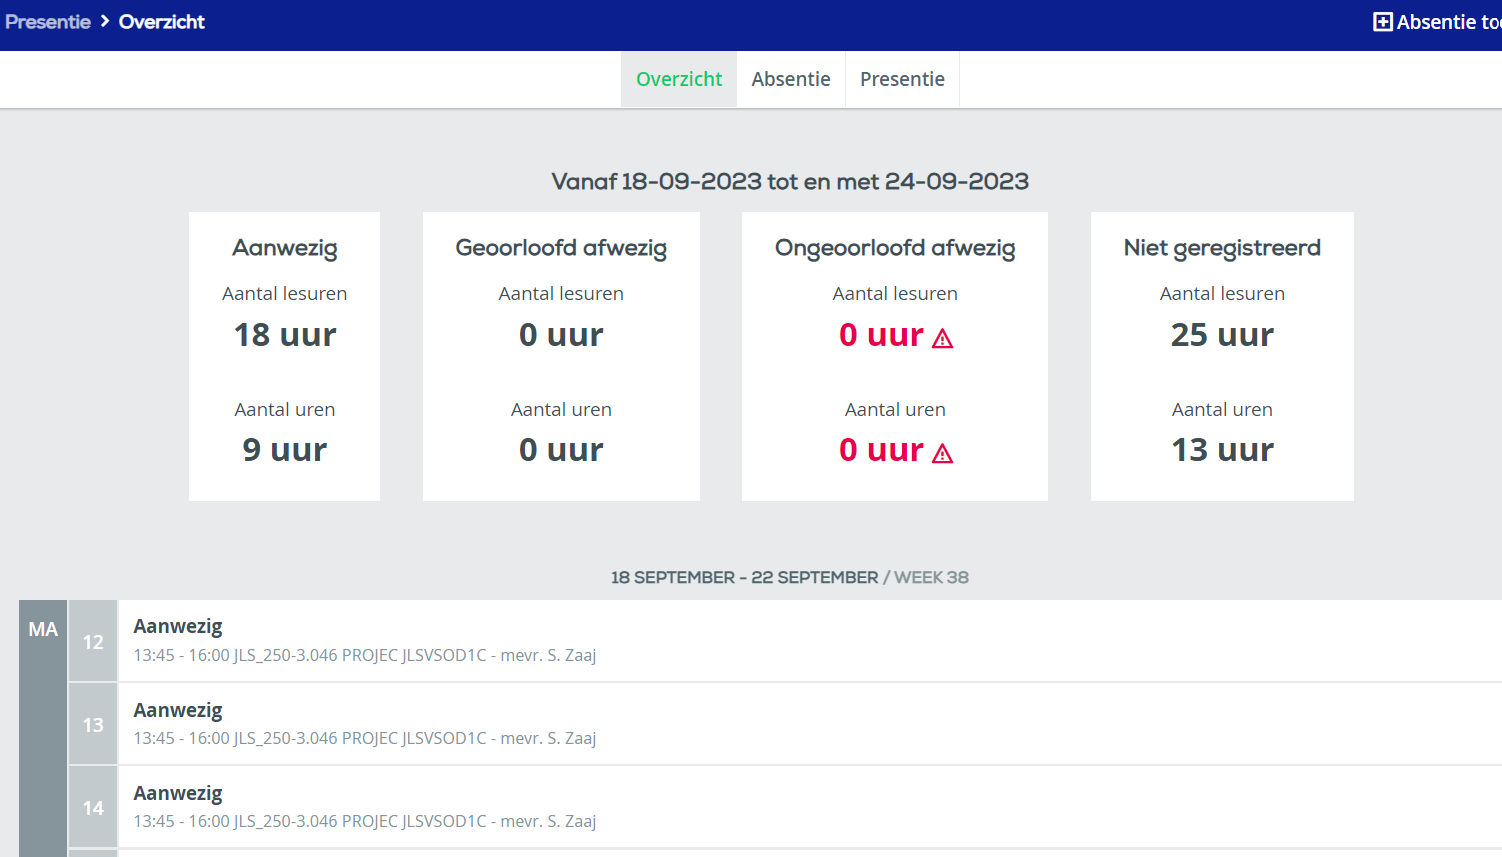 Presentie > Overzicht
Absentie to
Overzicht Absentie Presentie
Vanaf 18-09-2023 tot en met 24-09-2023
Aanwezig
Aantal lesuren
18 uur
Aantal uren
9 uur
Geoorloofd afwezig
Aantal lesuren
0 uur
Aantal uren
0 uur
Ongeoorloofd afwezig
Aantal lesuren
0 uur
Aantal uren
0 uur
Niet geregistreerd
Aantal lesuren
25 uur
Aantal uren
13 uur
18 SEPTEMBER - 22 SEPTEMBER / WEEK 38
MA
12
Aanwezig
13:45 - 16:00 JLS_250-3.046 PROJEC JLSVSOD1C - mevr. S. Zaaj
13
Aanwezig
13:45 - 16:00 JLS_250-3.046 PROJEC JLSVSOD1C - mevr. S. Zaaj
14
Aanwezig
13:45 - 16:00 JLS_250-3.046 PROJEC JLSVSOD1C - mevr. S. Zaaj